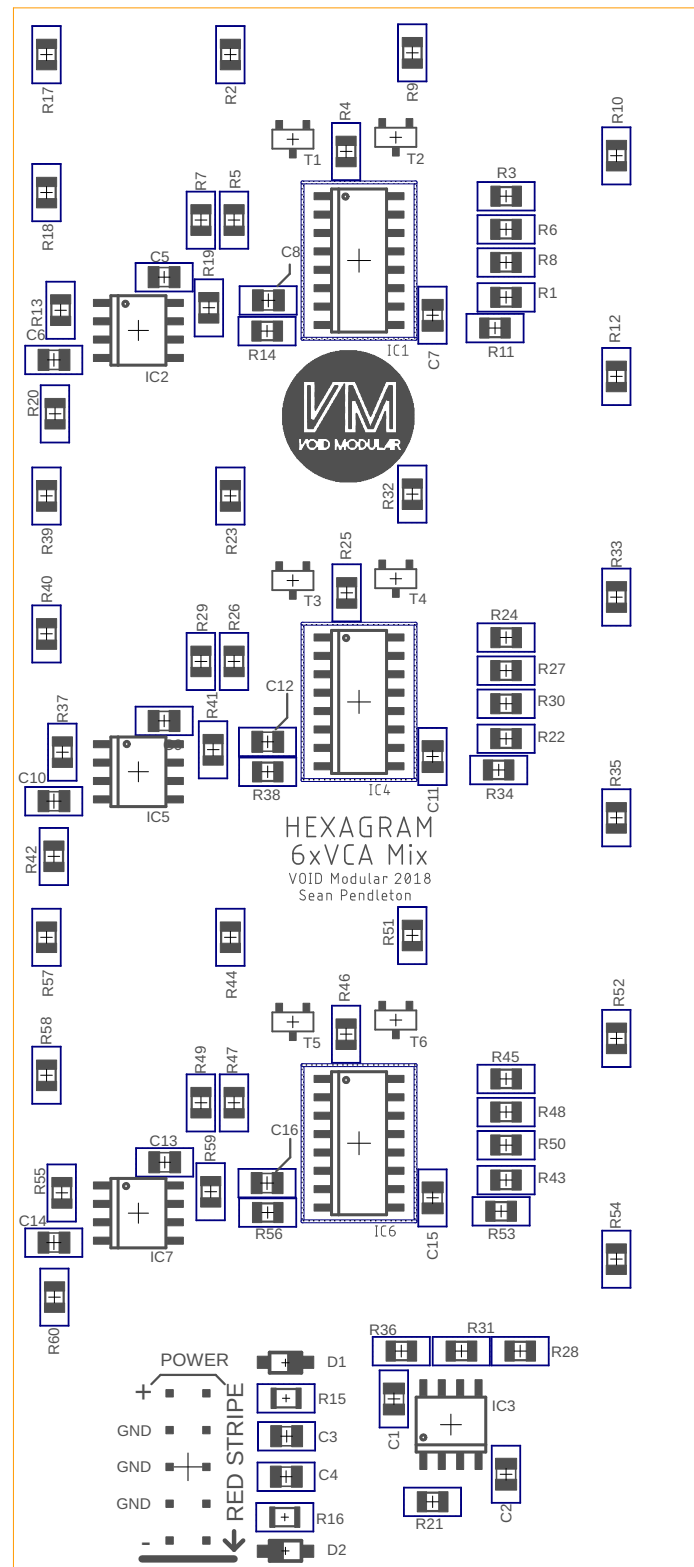 R17
R2
R9
R4
T1
T2
R10
R18
R7
R5
R3
R6
C5
R19
C8
R8
R13
R1
C6
R14
IC1
C7
R11
R12
IC2
R20
VM
VOID MODULAR
R39
R23
R32
R25
T3
T4
R33
R40
R29
R26
R24
R27
C12
R37
R41
R30
R22
C10
R38
IC4
C11
R34
R35
IC5
R42
HEXAGRAM
6xVCA Mix
VOID Modular 2018
Sean Pendleton
R57
R44
R51
R46
T5
T6
R52
R58
R49
R47
R45
R48
C16
R50
C13
R59
R55
R43
C14
R56
IC6
C15
R53
R54
IC7
R60
POWER
D1
R36
R31
R28
+
R15
C1
IC3
GND
C3
GND
C4
GND
RED STRIPE
R16
R21
C2
-
D2